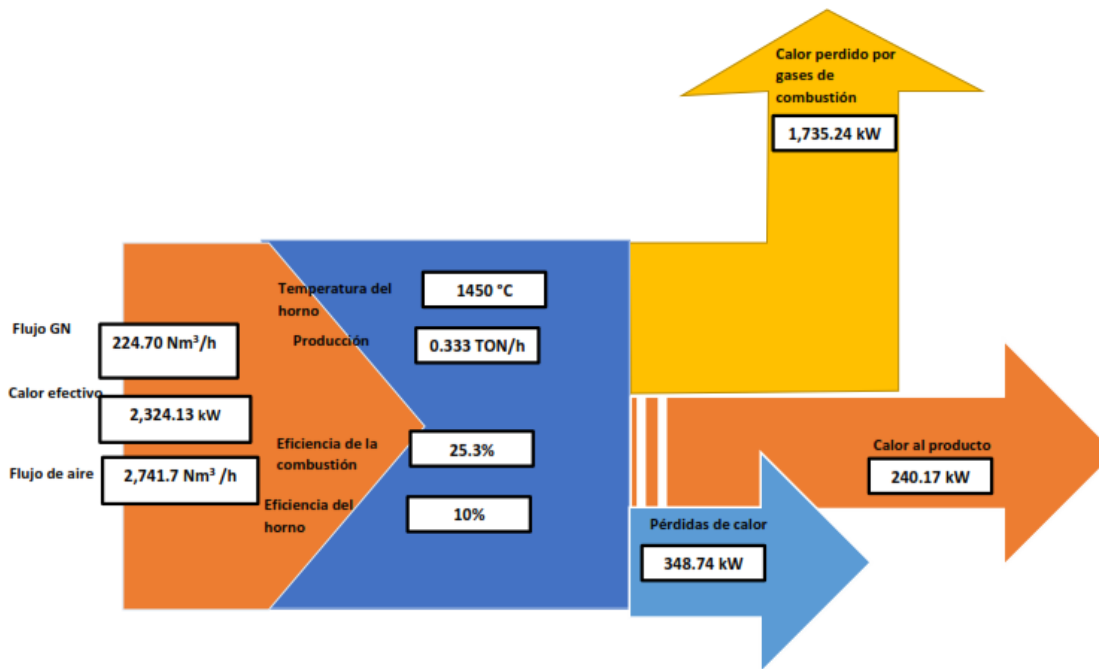 Calor perdido por
gases de
combustión
1,735.24 kW
Temperatura del
horno
1450 °C
Flujo GN
224.70 Nm³/h
Producción
0.333 TON/h
Calor efectivo
2,324.13 kW
Eficiencia de la
combustión
25.3%
Calor al producto
240.17 kW
Flujo de aire
2,741.7 Nm³ /h
Eficiencia del
horno
10%
Pérdidas de calor
348.74 kW